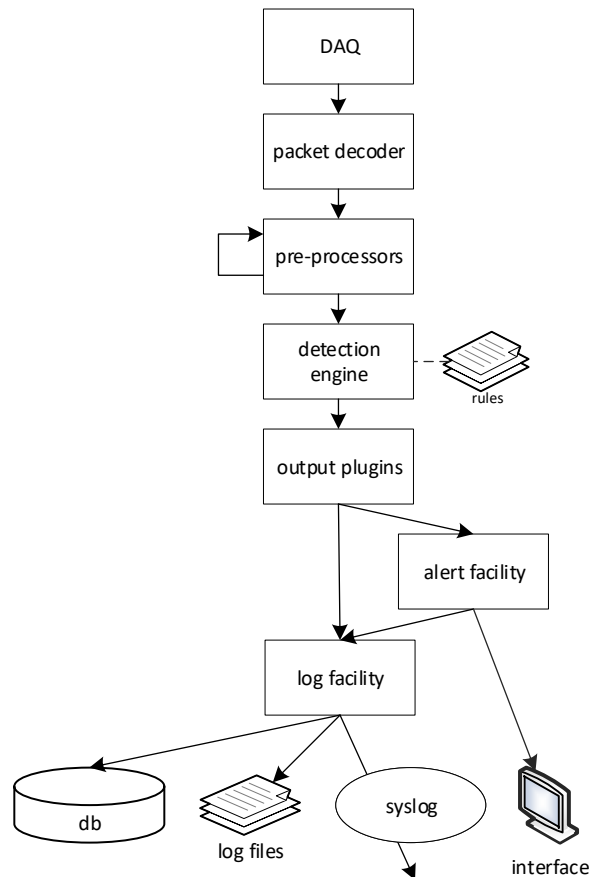 DAQ
packet decoder
pre-processors
detection
engine
rules
output plugins
alert facility
log facility
db
log files
syslog
interface